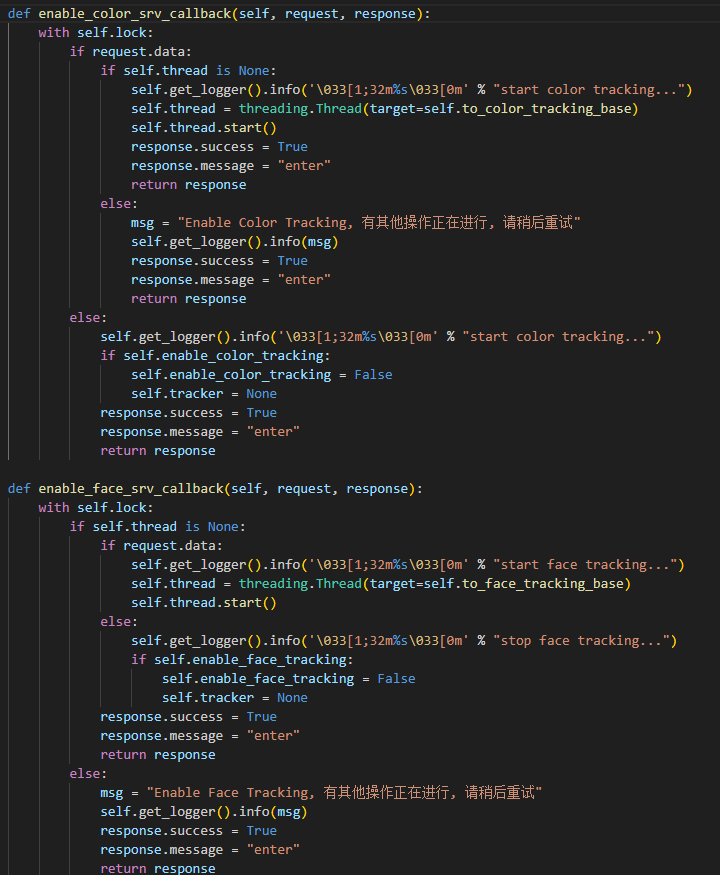 def enable_color_srv_callback(self, request, response):
    with self.lock:
        if request.data:
            if self.thread is None:
                self.get_logger().info('\033[1;32m%s\033[0m' % "start color tracking...")
                self.thread = threading.Thread(target=self.to_color_tracking_base)
                self.thread.start()
                response.success = True
                response.message = "enter"
                return response
            else:
                msg = "Enable Color Tracking, 有其他操作正在进行, 请稍后重试"
                self.get_logger().info(msg)
                response.success = True
                response.message = "enter"
                return response
        else:
            self.get_logger().info('\033[1;32m%s\033[0m' % "start color tracking...")
            if self.enable_color_tracking:
                self.enable_color_tracking = False
                self.tracker = None
            response.success = True
            response.message = "enter"
            return response

def enable_face_srv_callback(self, request, response):
    with self.lock:
        if self.thread is None:
            if request.data:
                self.get_logger().info('\033[1;32m%s\033[0m' % "start face tracking...")
                self.thread = threading.Thread(target=self.to_face_tracking_base)
                self.thread.start()
            else:
                self.get_logger().info('\033[1;32m%s\033[0m' % "stop face tracking...")
                if self.enable_face_tracking:
                    self.enable_face_tracking = False
                    self.tracker = None
            response.success = True
            response.message = "enter"
            return response
        else:
            msg = "Enable Face Tracking, 有其他操作正在进行, 请稍后重试"
            self.get_logger().info(msg)
            response.success = True
            response.message = "enter"
            return response